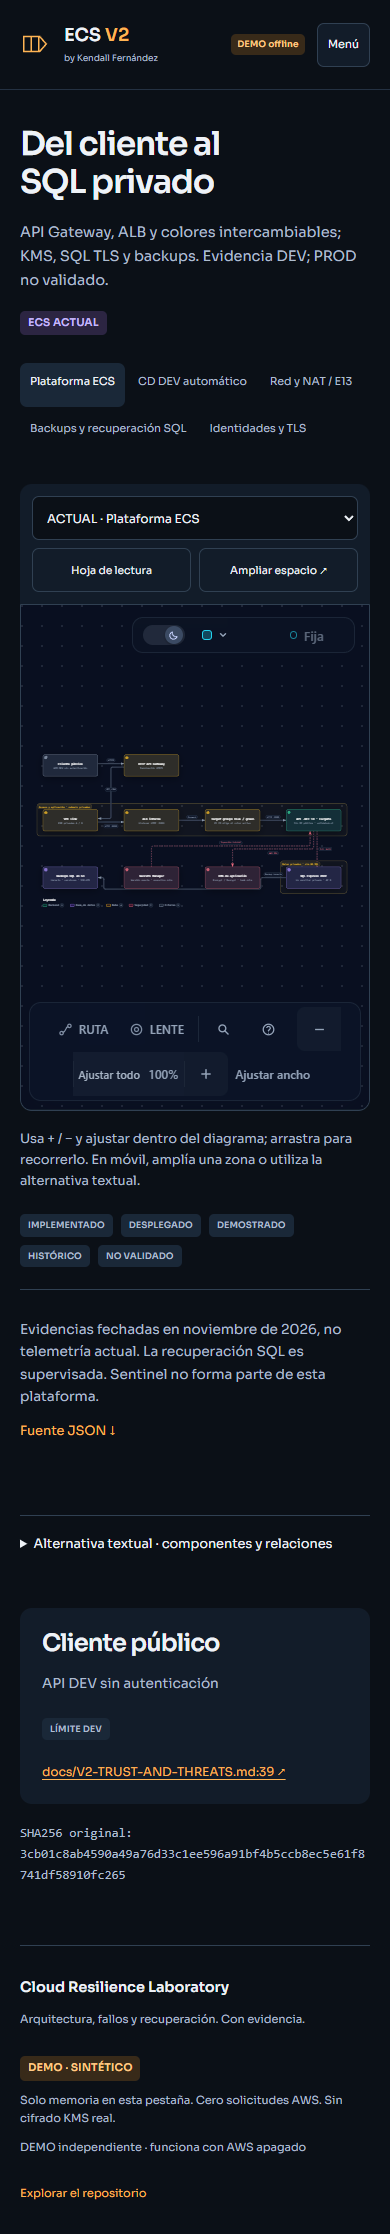 ECS V2
by Kendall Fernández
DEMO offline
Menú
Del cliente al
SQL privado
API Gateway, ALB y colores intercambiables;
KMS, SQL TLS y backups. Evidencia DEV; PROD
no validado.
ECS ACTUAL
Plataforma ECS
CD DEV automático
Red y NAT / E13
Backups y recuperación SQL
Identidades y TLS
ACTUAL · Plataforma ECS
Hoja de lectura
Ampliar espacio ↗
Fija
RUTA
LENTE
Ajustar todo
100%
+
Ajustar ancho
Usa + / − y ajustar dentro del diagrama; arrastra para
recorrerlo. En móvil, amplía una zona o utiliza la
alternativa textual.
IMPLEMENTADO
DESPLEGADO
DEMOSTRADO
HISTÓRICO
NO VALIDADO
Evidencias fechadas en noviembre de 2026, no
telemetría actual. La recuperación SQL es
supervisada. Sentinel no forma parte de esta
plataforma.
Fuente JSON ↓
Alternativa textual · componentes y relaciones
Cliente público
API DEV sin autenticación
LÍMITE DEV
docs/V2-TRUST-AND-THREATS.md:39 ↗
SHA256 original:
3cb01c8ab4590a49a76d33c1ee596a91bf4b5ccb8ec5e61f8
741df58910fc265
Cloud Resilience Laboratory
Arquitectura, fallos y recuperación. Con evidencia.
DEMO · SINTÉTICO
Solo memoria en esta pestaña. Cero solicitudes AWS. Sin
cifrado KMS real.
DEMO independiente · funciona con AWS apagado
Explorar el repositorio